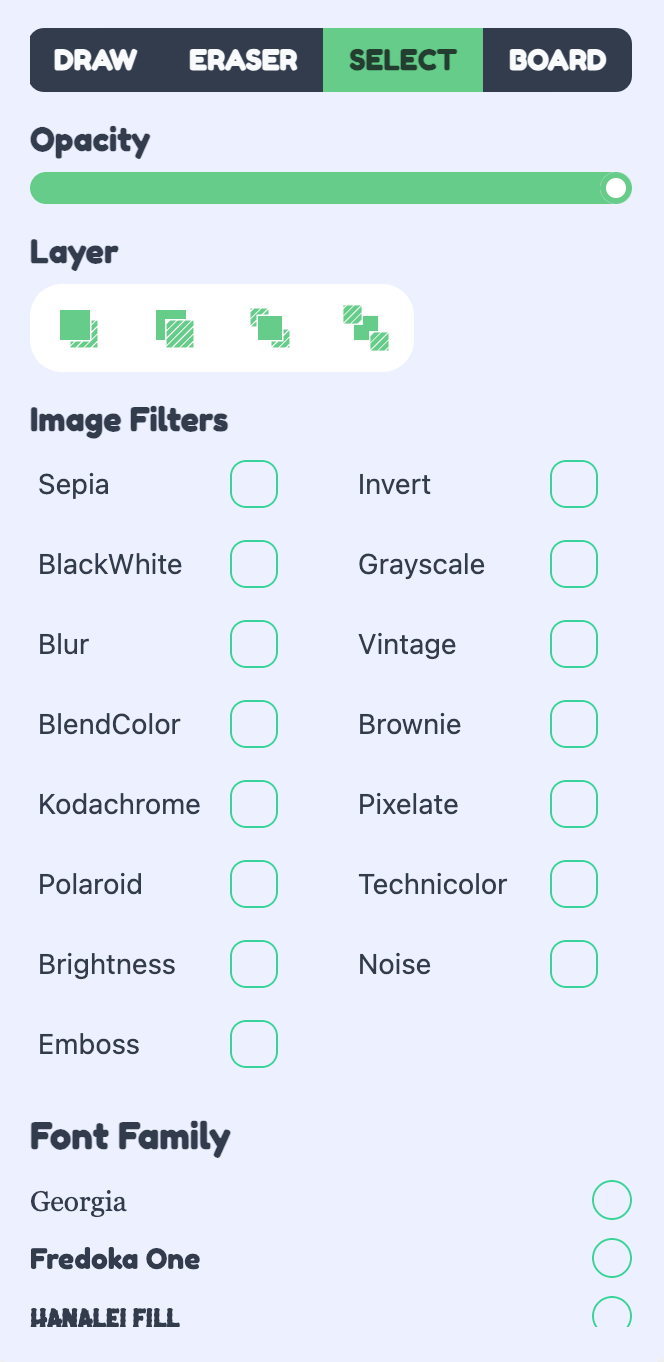 DRAW ERASER SELECT BOARD
Opacity
Layer
Image Filters
Sepia Invert
BlackWhite Grayscale
Blur Vintage
BlendColor Brownie
Kodachrome Pixelate
Polaroid Technicolor
Brightness Noise
Emboss
Font Family
Georgia
Fredoka One
HANALEI FILL